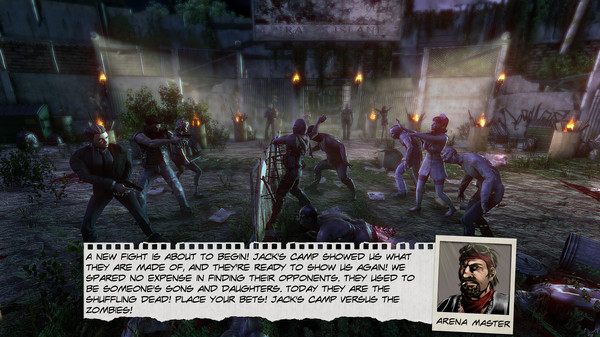 A NEW FIGHT IS ABOUT TO BEGIN! JACK'S CAMP SHOWED US WHAT
THEY ARE MADE OF, AND THEY'RE READY TO SHOW US AGAIN! WE
SPARED NO EXPENSE IN FINDING THEIR OPPONENTS, THEY USED TO
BE SOMEONE'S SONS AND DAUGHTERS. TODAY THEY ARE THE
SHUFFLING DEAD! PLACE YOUR BETS! JACK'S CAMP VERSUS THE
ZOMBIES!
ARENA MASTER